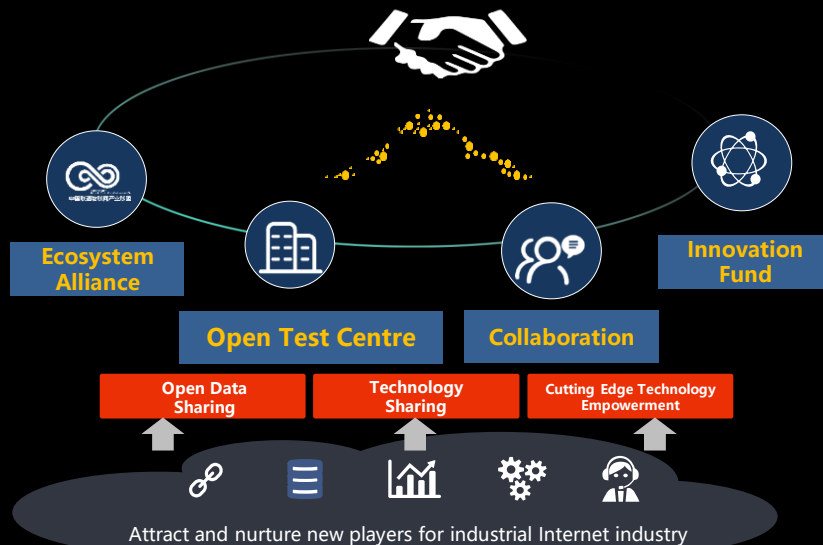 Ecosystem
Alliance
Open Test Centre
Collaboration
Innovation
Fund
Open Data
Sharing
Technology
Sharing
Cutting Edge Technology
Empowerment
Attract and nurture new players for industrial Internet industry